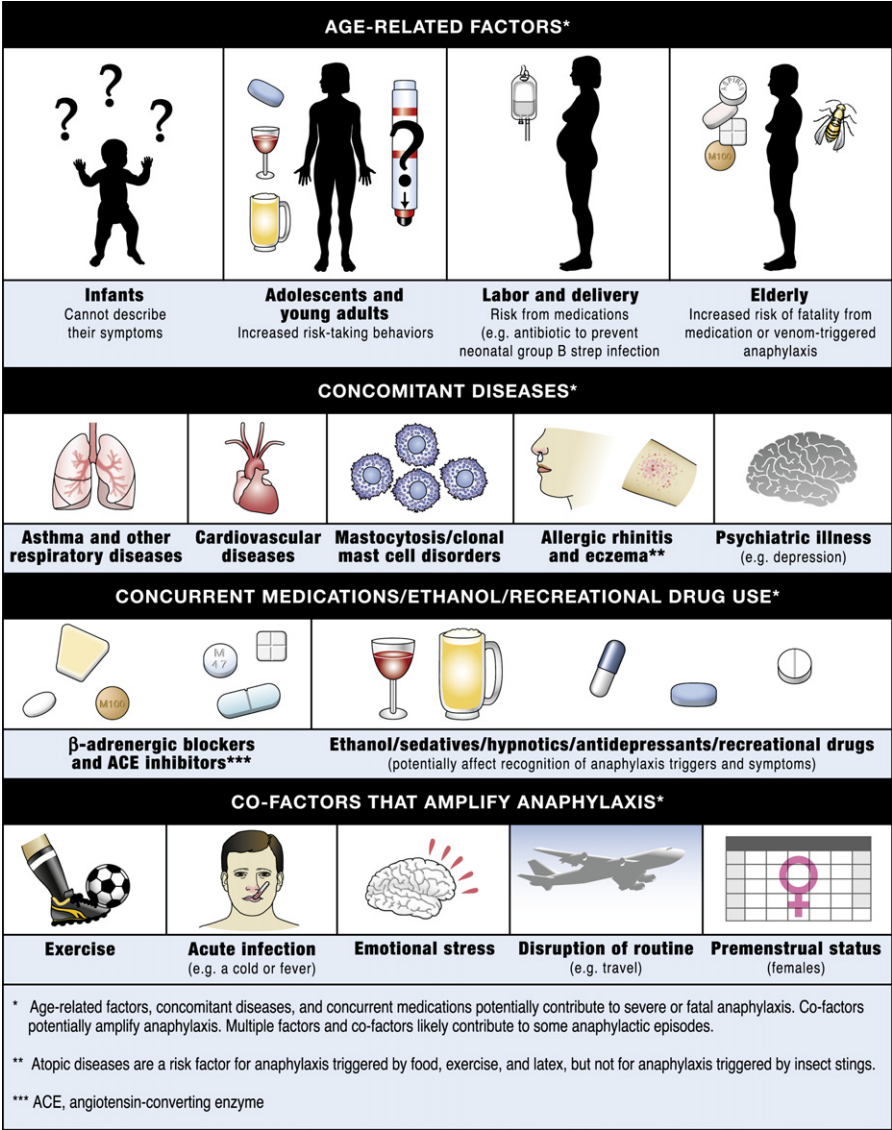 AGE-RELATED FACTORS*
? ? ?
?
ASPIRIN
M100
Infants
Cannot describe
their symptoms
Adolescents and
young adults
Increased risk-taking behaviors
Labor and delivery
Risk from medications
(e.g. antibiotic to prevent
neonatal group B strep infection
Elderly
Increased risk of fatality from
medication or venom-triggered
anaphylaxis
CONCOMITANT DISEASES*
Asthma and other
respiratory diseases
Cardiovascular
diseases
Mastocytosis/clonal
mast cell disorders
Allergic rhinitis
and eczema**
Psychiatric illness
(e.g. depression)
CONCURRENT MEDICATIONS/ETHANOL/RECREATIONAL DRUG USE*
M
47
M100
β-adrenergic blockers
and ACE inhibitors***
Ethanol/sedatives/hypnotics/antidepressants/recreational drugs
(potentially affect recognition of anaphylaxis triggers and symptoms)
CO-FACTORS THAT AMPLIFY ANAPHYLAXIS*
Exercise
Acute infection
(e.g. a cold or fever)
Emotional stress
Disruption of routine
(e.g. travel)
Premenstrual status
(females)
* Age-related factors, concomitant diseases, and concurrent medications potentially contribute to severe or fatal anaphylaxis. Co-factors
potentially amplify anaphylaxis. Multiple factors and co-factors likely contribute to some anaphylactic episodes.
** Atopic diseases are a risk factor for anaphylaxis triggered by food, exercise, and latex, but not for anaphylaxis triggered by insect stings.
*** ACE, angiotensin-converting enzyme